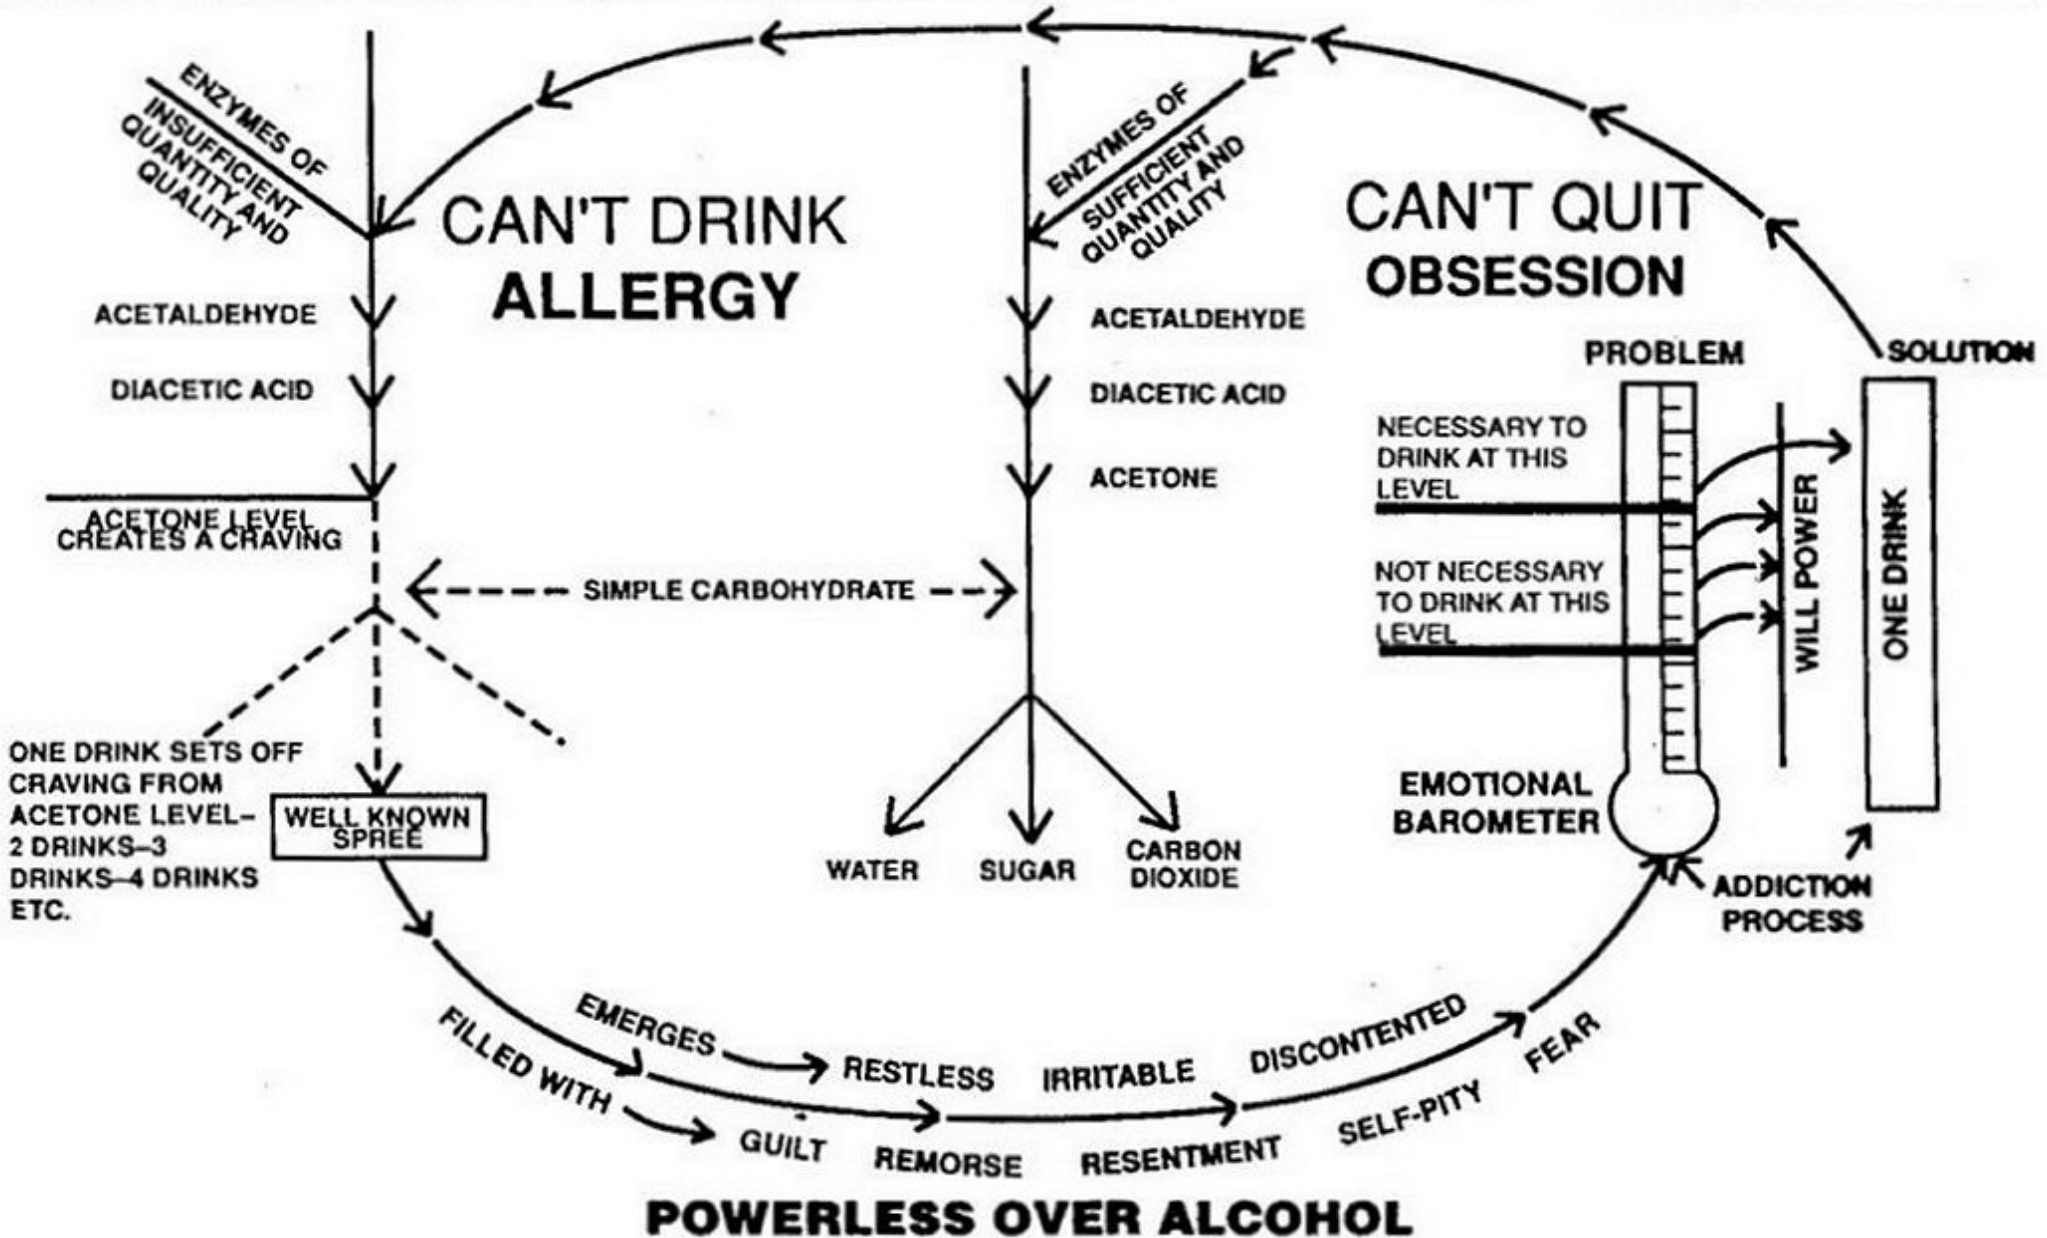 ENZYMES OF
INSUFFICIENT
QUANTITY AND
QUALITY
CAN'T DRINK
ALLERGY
ACETALDEHYDE
DIACETIC ACID
ACETONE LEVEL
CREATES A CRAVING
SIMPLE CARBOHYDRATE
ONE DRINK SETS OFF
CRAVING FROM
ACETONE LEVEL–
2 DRINKS–3
DRINKS–4 DRINKS
ETC.
WELL KNOWN
SPREE
ENZYMES OF
SUFFICIENT
QUANTITY AND
QUALITY
ACETALDEHYDE
DIACETIC ACID
ACETONE
WATER
SUGAR
CARBON
DIOXIDE
CAN'T QUIT
OBSESSION
PROBLEM
SOLUTION
NECESSARY TO
DRINK AT THIS
LEVEL
NOT NECESSARY
TO DRINK AT THIS
LEVEL
WILL POWER
ONE DRINK
EMOTIONAL
BAROMETER
ADDICTION
PROCESS
EMERGES RESTLESS IRRITABLE DISCONTENTED
FILLED WITH GUILT REMORSE RESENTMENT SELF-PITY FEAR
POWERLESS OVER ALCOHOL